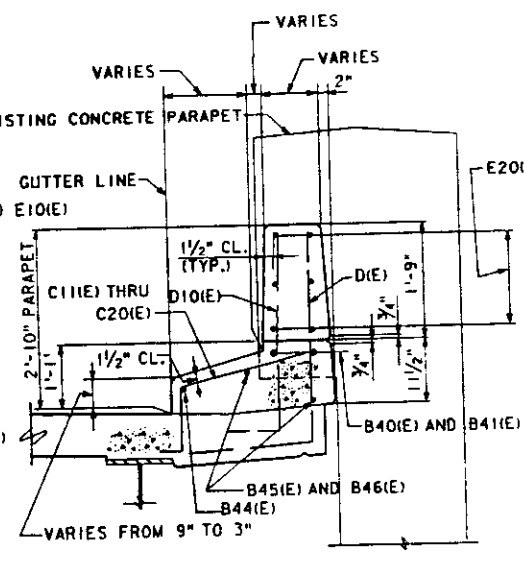 VARIES
VARIES
VARIES
2"
ISTING CONCRETE PARAPET
GUTTER LINE
E20(
) E10(E)
1½" CL.
(TYP.)
D(E)
2'-10" PARAPET
1'-9"
C11(E) THRU
C20(E)
D10(E)
¾"
1'-1"
1½" CL.
¾"
11½"
B40(E) AND B41(E)
)
B45(E) AND B46(E)
B44(E)
VARIES FROM 9" TO 3"